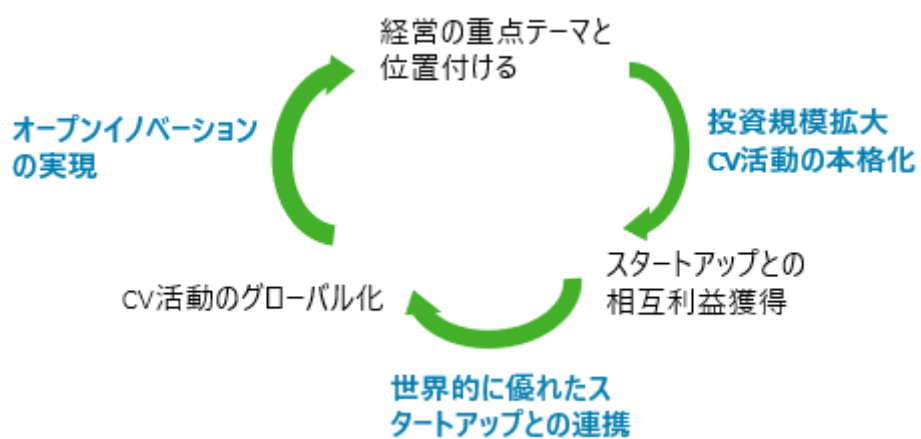 経営の重点テーマと
位置付ける
投資規模拡大
CV活動の本格化
スタートアップとの
相互利益獲得
世界的に優れたス
タートアップとの連携
CV活動のグローバル化
オープンイノベーション
の実現